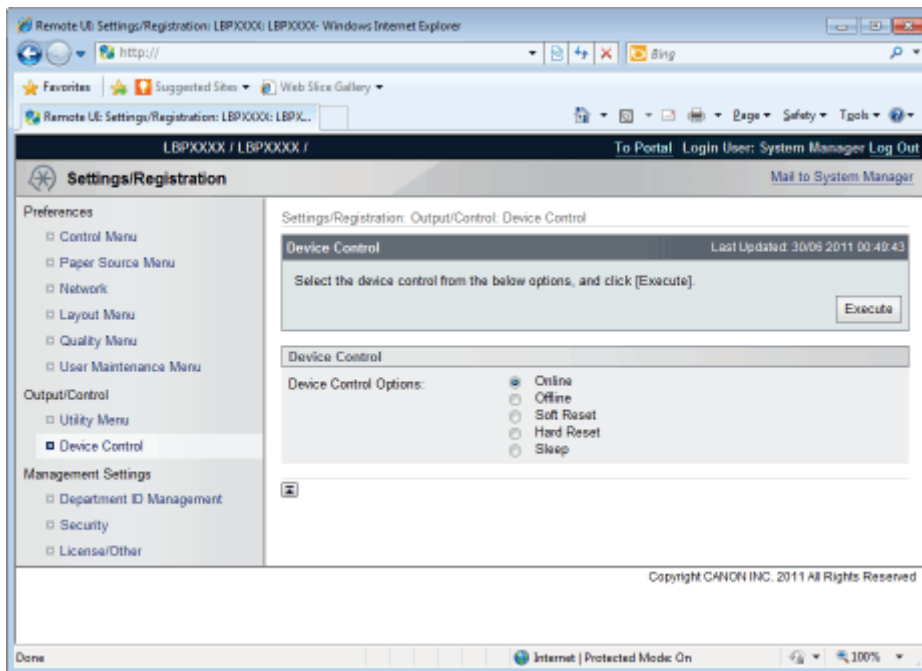 Remote UI: Settings/Registration: LBPXXXX: LBPXXXX- Windows Internet Explorer
http://
Bing
Favorites Suggested Sites Web Slice Gallery
Remote UI: Settings/Registration: LBPXXXX: LBPX... Page Safety Tools
LBPXXXX / LBPXXXX / To Portal Login User: System Manager Log Out
Settings/Registration Mail to System Manager
Preferences
Control Menu
Paper Source Menu
Network
Layout Menu
Quality Menu
User Maintenance Menu
Output/Control
Utility Menu
Device Control
Management Settings
Department ID Management
Security
License/Other
Settings/Registration: Output/Control: Device Control
Device Control Last Updated: 30/06 2011 00:49:43
Select the device control from the below options, and click [Execute].
Execute
Device Control
Device Control Options: Online
Offline
Soft Reset
Hard Reset
Sleep
Copyright CANON INC. 2011 All Rights Reserved
Done Internet | Protected Mode: On 100%